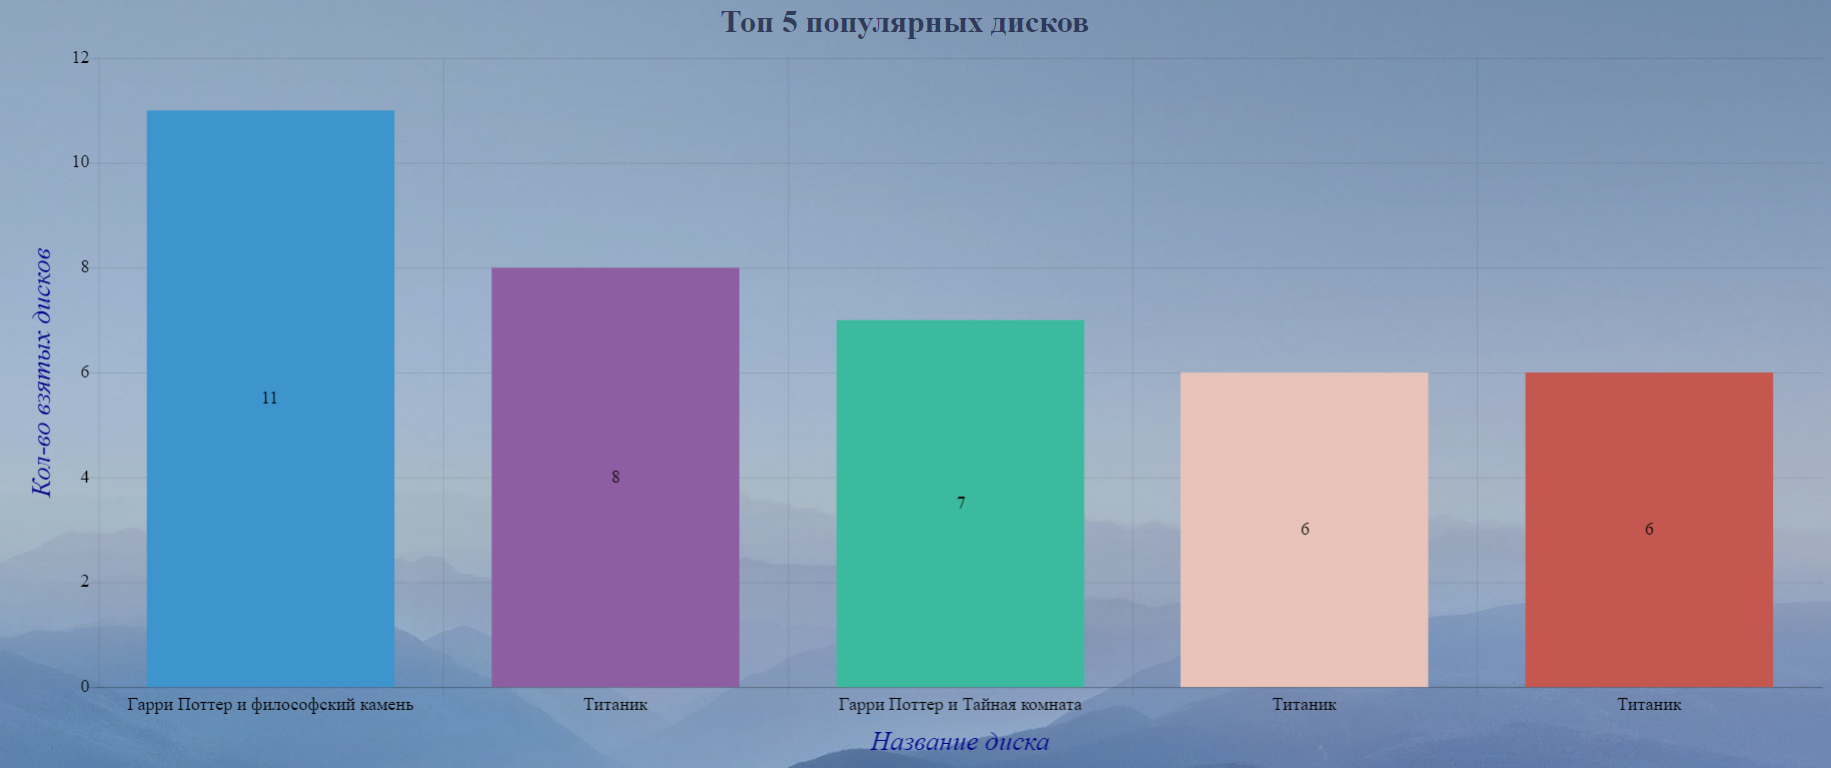 Топ 5 популярных дисков
12
10
8
6
4
2
0
Кол-во взятых дисков
11
8
7
6
6
Гарри Поттер и философский камень
Титаник
Гарри Поттер и Тайная комната
Титаник
Титаник
Название диска